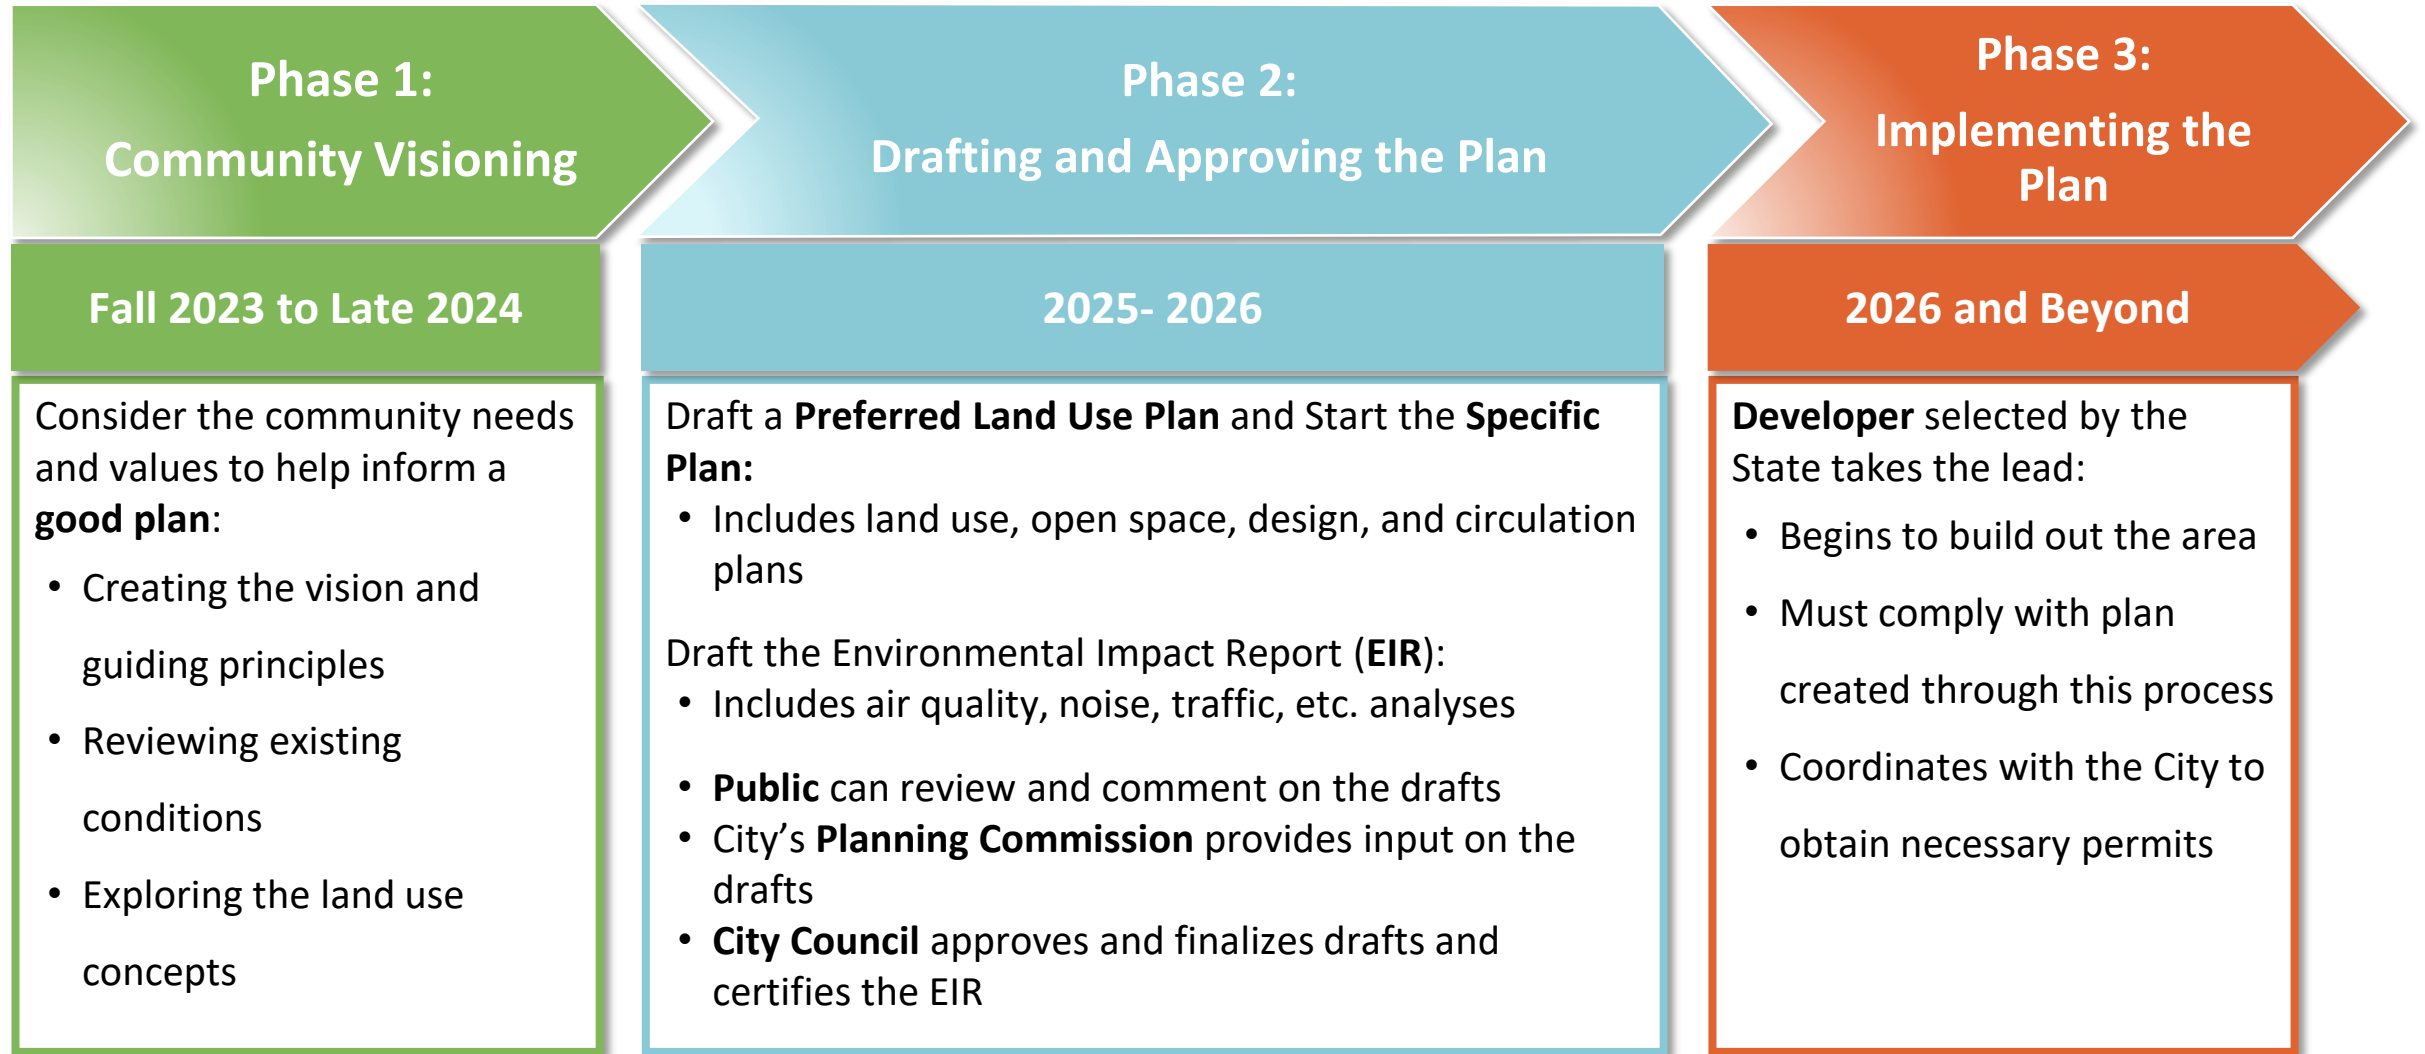 Phase 1:
Community Visioning
Fall 2023 to Late 2024
Consider the community needs
and values to help inform a
good plan:
• Creating the vision and
guiding principles
• Reviewing existing
conditions
• Exploring the land use
concepts
Phase 2:
Drafting and Approving the Plan
2025- 2026
Draft a Preferred Land Use Plan and Start the Specific
Plan:
• Includes land use, open space, design, and circulation
plans
Draft the Environmental Impact Report (EIR):
• Includes air quality, noise, traffic, etc. analyses
• Public can review and comment on the drafts
• City’s Planning Commission provides input on the
drafts
• City Council approves and finalizes drafts and
certifies the EIR
Phase 3:
Implementing the
Plan
2026 and Beyond
Developer selected by the
State takes the lead:
• Begins to build out the area
• Must comply with plan
created through this process
• Coordinates with the City to
obtain necessary permits